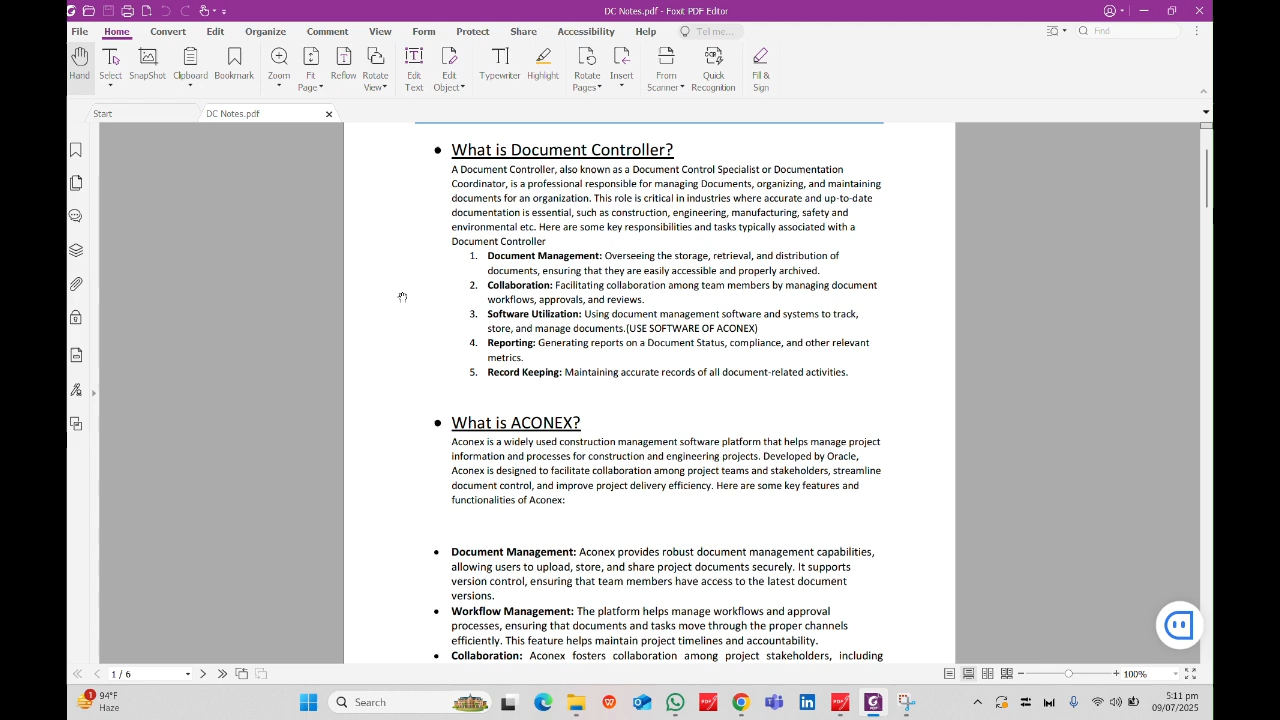 DC Notes.pdf - Foxit PDF Editor
File Home Convert Edit Organize Comment View Form Protect Share Accessibility Help Tell me... Find
Hand Select SnapShot Clipboard Bookmark Zoom Fit Page Reflow Rotate View Edit Text Edit Object Typewriter Highlight Rotate Pages Insert From Scanner Quick Recognition Fill & Sign
Start DC Notes.pdf
• What is Document Controller?
A Document Controller, also known as a Document Control Specialist or Documentation
Coordinator, is a professional responsible for managing Documents, organizing, and maintaining
documents for an organization. This role is critical in industries where accurate and up-to-date
documentation is essential, such as construction, engineering, manufacturing, safety and
environmental etc. Here are some key responsibilities and tasks typically associated with a
Document Controller
1. Document Management: Overseeing the storage, retrieval, and distribution of
documents, ensuring that they are easily accessible and properly archived.
2. Collaboration: Facilitating collaboration among team members by managing document
workflows, approvals, and reviews.
3. Software Utilization: Using document management software and systems to track,
store, and manage documents.(USE SOFTWARE OF ACONEX)
4. Reporting: Generating reports on a Document Status, compliance, and other relevant
metrics.
5. Record Keeping: Maintaining accurate records of all document-related activities.
• What is ACONEX?
Aconex is a widely used construction management software platform that helps manage project
information and processes for construction and engineering projects. Developed by Oracle,
Aconex is designed to facilitate collaboration among project teams and stakeholders, streamline
document control, and improve project delivery efficiency. Here are some key features and
functionalities of Aconex:
• Document Management: Aconex provides robust document management capabilities,
allowing users to upload, store, and share project documents securely. It supports
version control, ensuring that team members have access to the latest document
versions.
• Workflow Management: The platform helps manage workflows and approval
processes, ensuring that documents and tasks move through the proper channels
efficiently. This feature helps maintain project timelines and accountability.
• Collaboration: Aconex fosters collaboration among project stakeholders, including
1 / 6 100%
94°F
Haze
Search
5:11 pm
09/07/2025